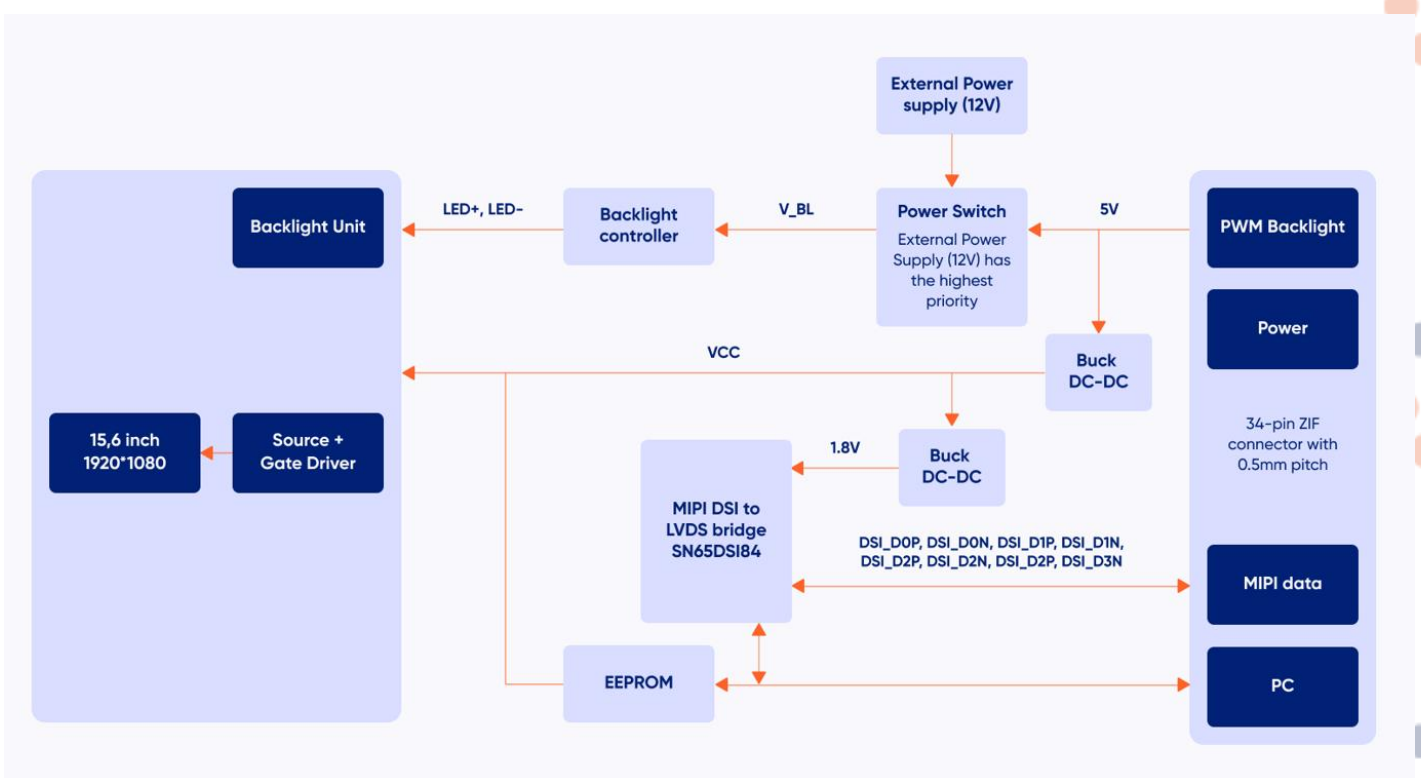 External Power
supply (12V)
Backlight Unit
LED+, LED-
Backlight
controller
V_BL
Power Switch
External Power
Supply (12V) has
the highest
priority
5V
PWM Backlight
Power
VCC
Buck
DC-DC
34-pin ZIF
connector with
0.5mm pitch
15,6 inch
1920*1080
Source +
Gate Driver
1.8V
Buck
DC-DC
MIPI DSI to
LVDS bridge
SN65DSI84
DSI_D0P, DSI_D0N, DSI_D1P, DSI_D1N,
DSI_D2P, DSI_D2N, DSI_D2P, DSI_D3N
MIPI data
EEPROM
PC